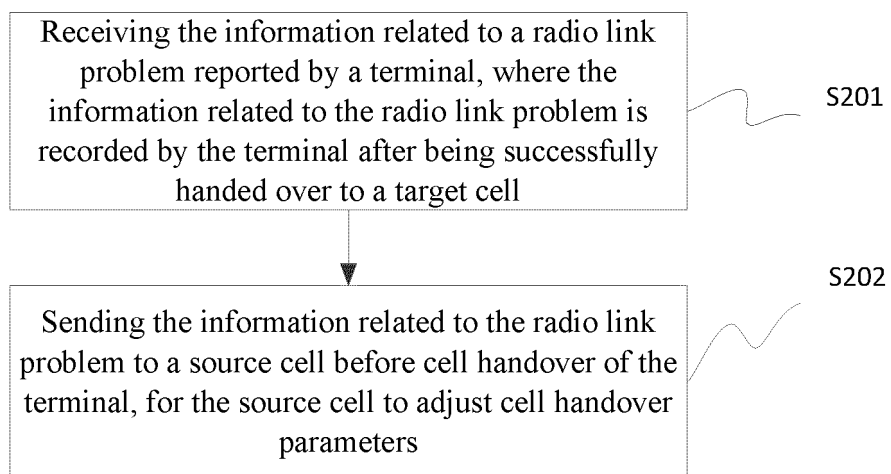 Receiving the information related to a radio link
problem reported by a terminal, where the
information related to the radio link problem is
recorded by the terminal after being successfully
handed over to a target cell
S201
Sending the information related to the radio link
problem to a source cell before cell handover of the
terminal, for the source cell to adjust cell handover
parameters
S202